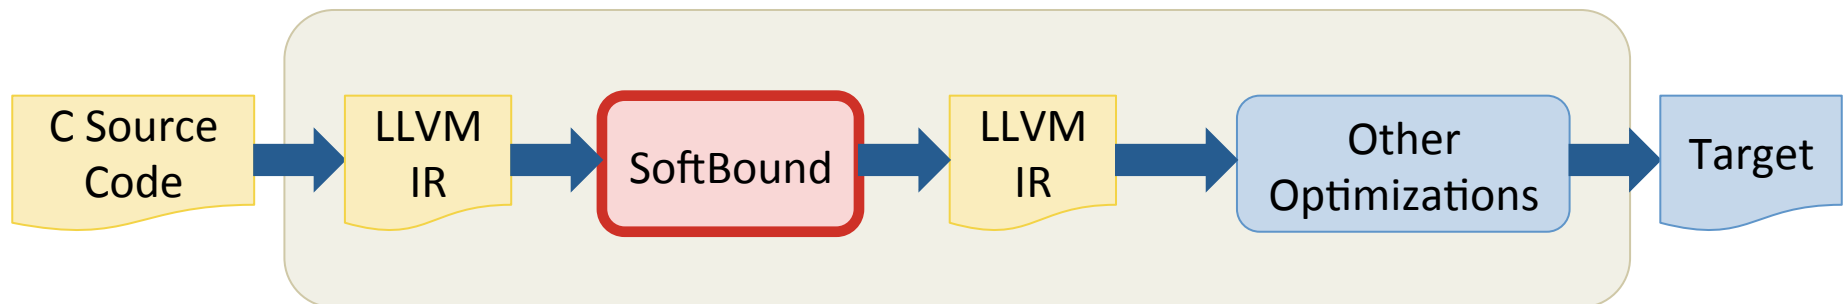 C Source
Code
LLVM
IR
SoftBound
LLVM
IR
Other
Optimizations
Target